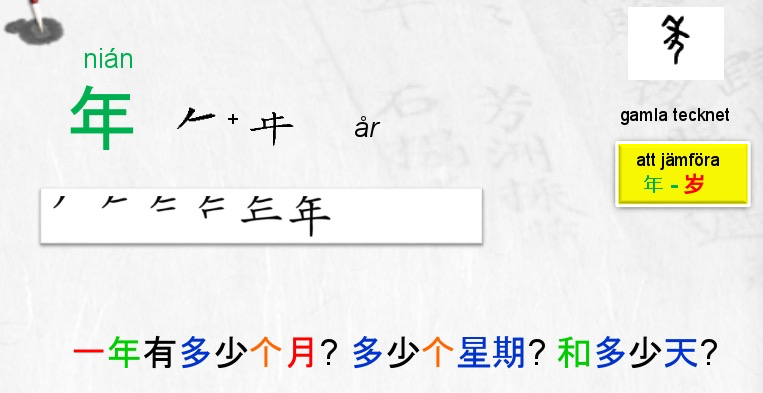 nián
年 𠂉 + 㐄 år
gamla tecknet
att jämföra
年 - 岁
年
一年有多少个月? 多少个星期? 和多少天?